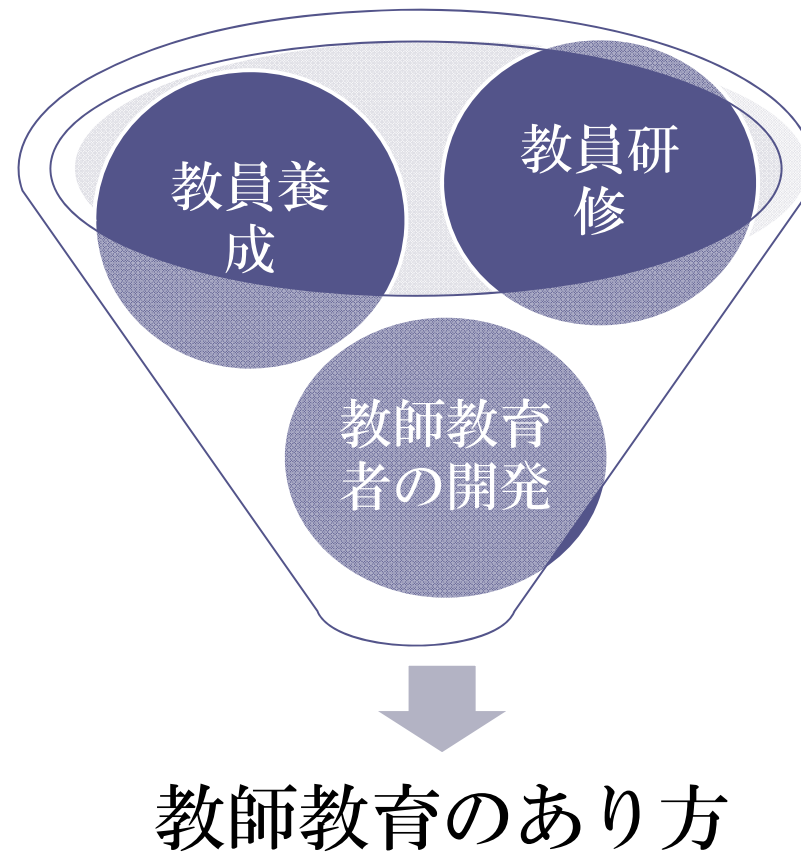 教員養
成
教員研
修
教師教育
者の開発
教師教育のあり方